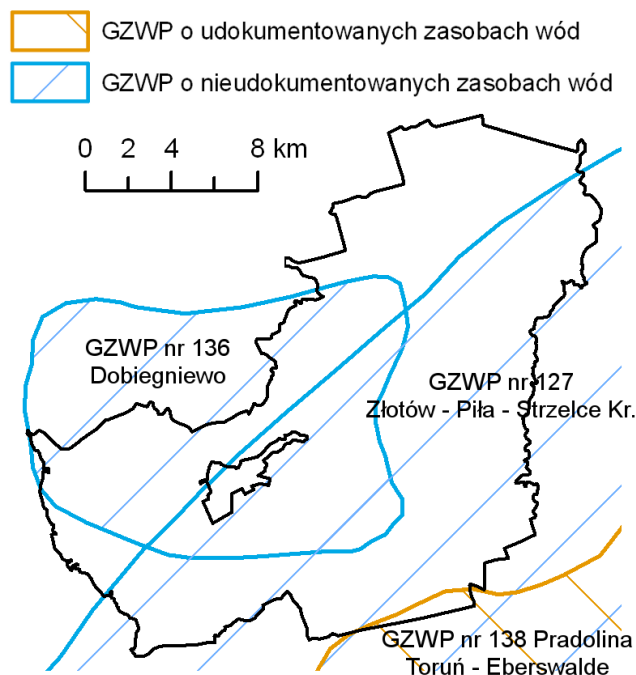 GZWP o udokumentowanych zasobach wód
GZWP o nieudokumentowanych zasobach wód
0 2 4 8 km
GZWP nr 136
Dobiegniewo
GZWP nr 127
Złotów - Piła - Strzelce Kr.
GZWP nr 138 Pradolina
Toruń - Eberswalde